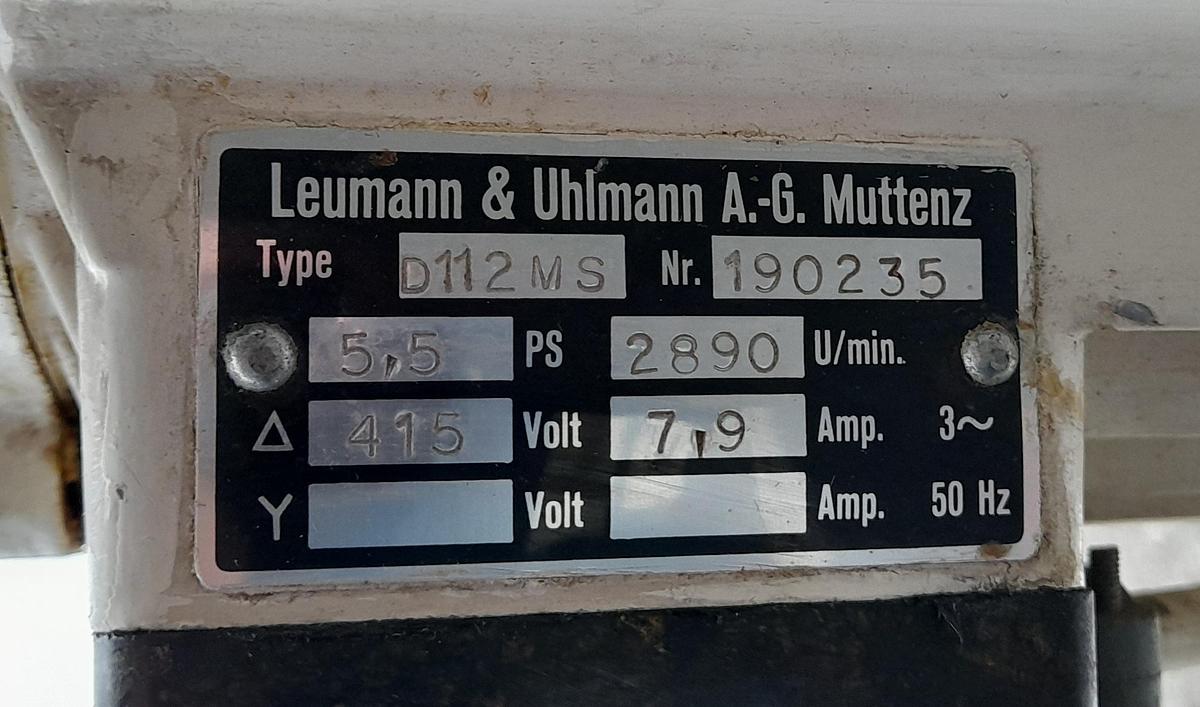 Leumann & Uhlmann A.-G. Muttenz
Type D112MS Nr. 190235
5,5 PS 2890 U/min.
Δ 415 Volt 7,9 Amp. 3~
Y Volt Amp. 50 Hz